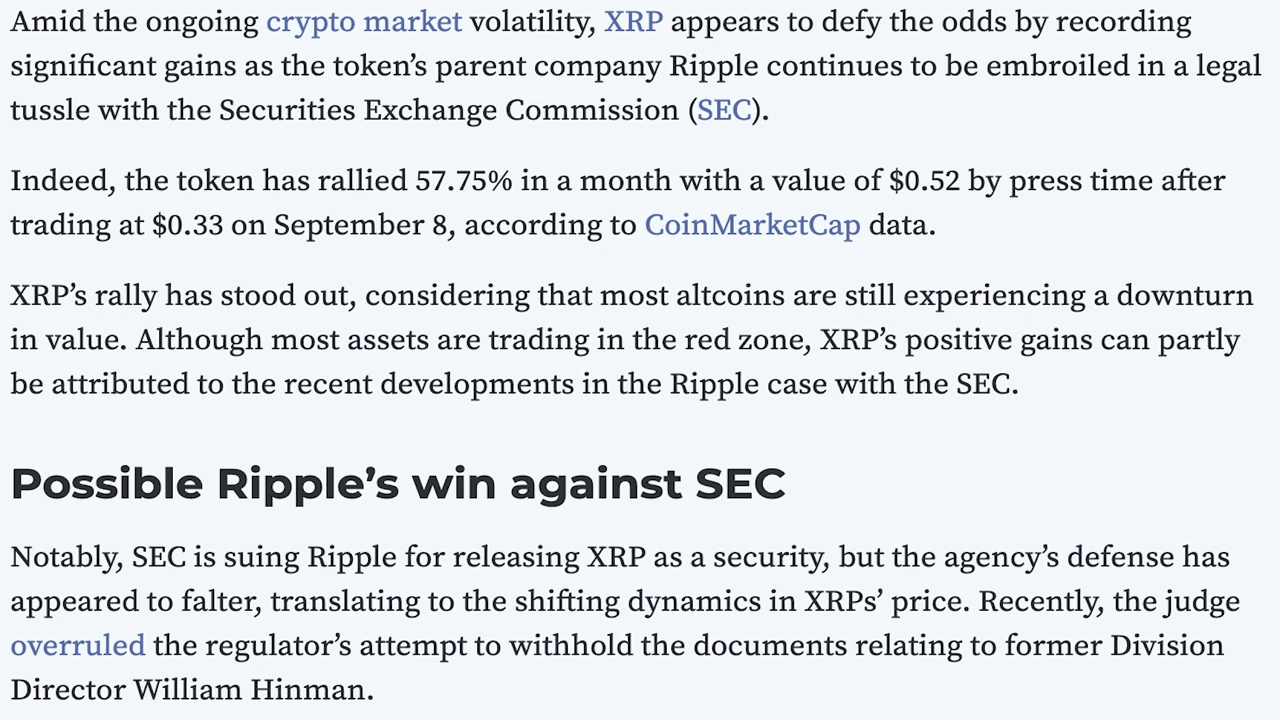 Amid the ongoing crypto market volatility, XRP appears to defy the odds by recording
significant gains as the token’s parent company Ripple continues to be embroiled in a legal
tussle with the Securities Exchange Commission (SEC).
Indeed, the token has rallied 57.75% in a month with a value of $0.52 by press time after
trading at $0.33 on September 8, according to CoinMarketCap data.
XRP’s rally has stood out, considering that most altcoins are still experiencing a downturn
in value. Although most assets are trading in the red zone, XRP’s positive gains can partly
be attributed to the recent developments in the Ripple case with the SEC.
Possible Ripple’s win against SEC
Notably, SEC is suing Ripple for releasing XRP as a security, but the agency’s defense has
appeared to falter, translating to the shifting dynamics in XRPs’ price. Recently, the judge
overruled the regulator’s attempt to withhold the documents relating to former Division
Director William Hinman.